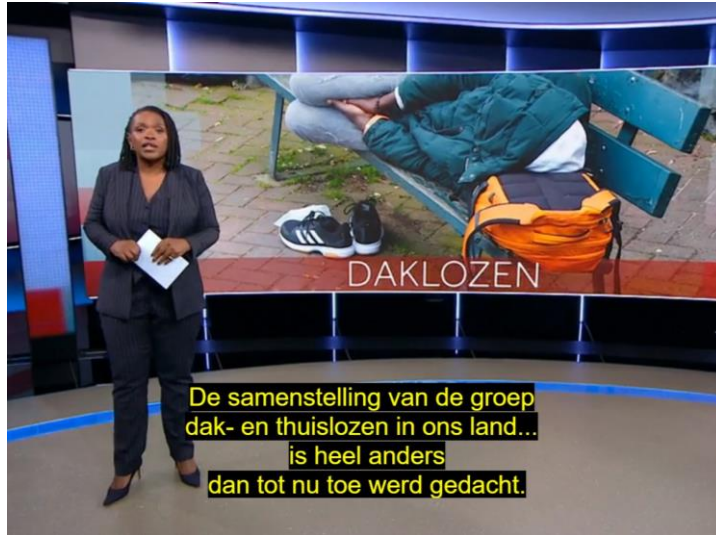 DAKLOZEN
De samenstelling van de groep
dak- en thuislozen in ons land...
is heel anders
dan tot nu toe werd gedacht.